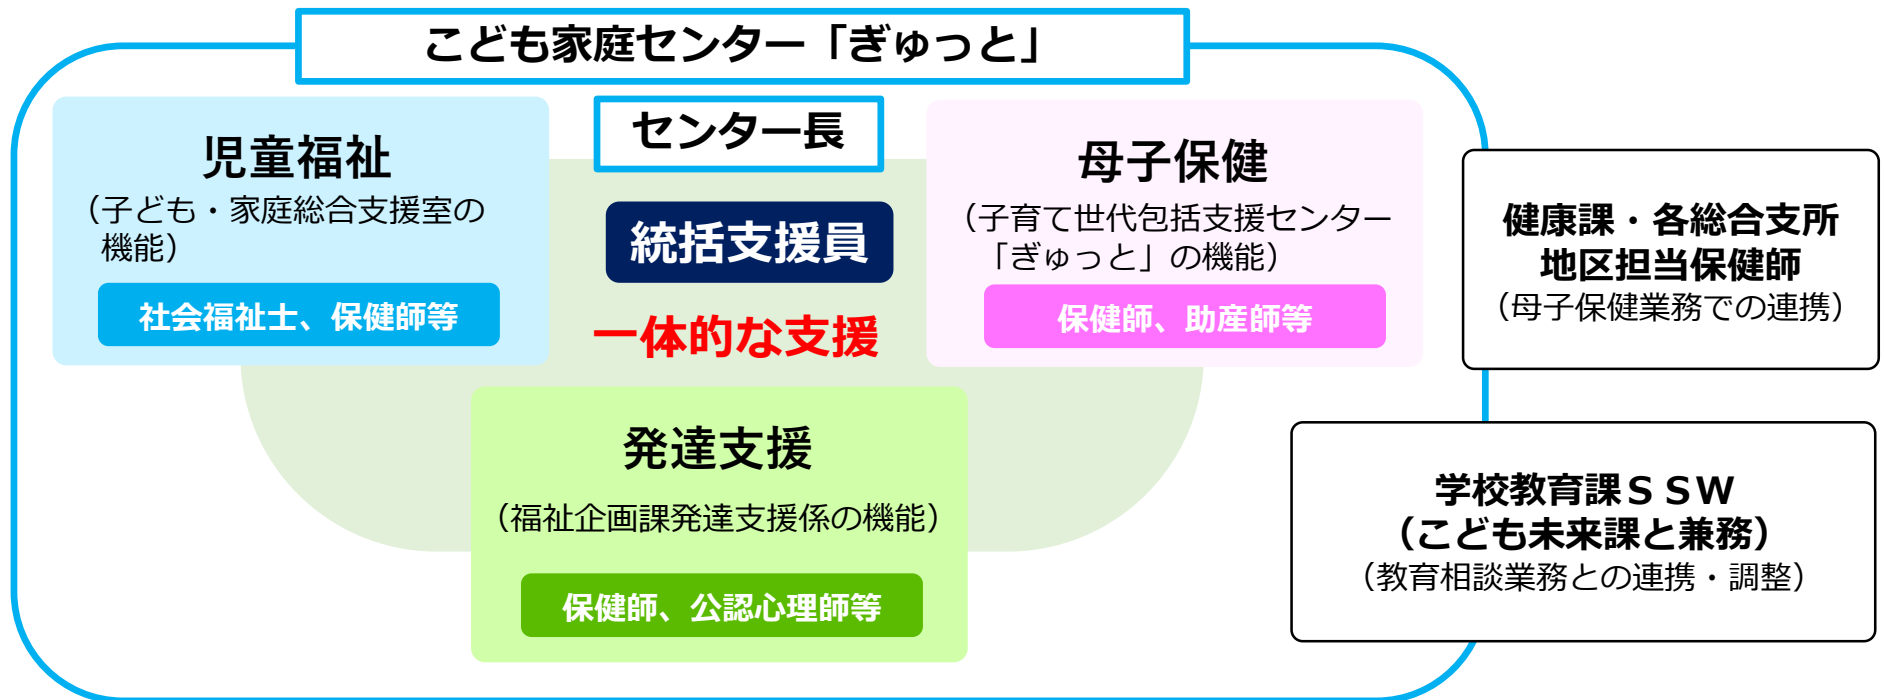 こども家庭センター「ぎゅっと」
センター長
児童福祉
（子ども・家庭総合支援室の
機能）
社会福祉士、保健師等
統括支援員
一体的な支援
母子保健
（子育て世代包括支援センター
「ぎゅっと」の機能）
保健師、助産師等
発達支援
（福祉企画課発達支援係の機能）
保健師、公認心理師等
健康課・各総合支所
地区担当保健師
（母子保健業務での連携）
学校教育課ＳＳＷ
（こども未来課と兼務）
（教育相談業務との連携・調整）